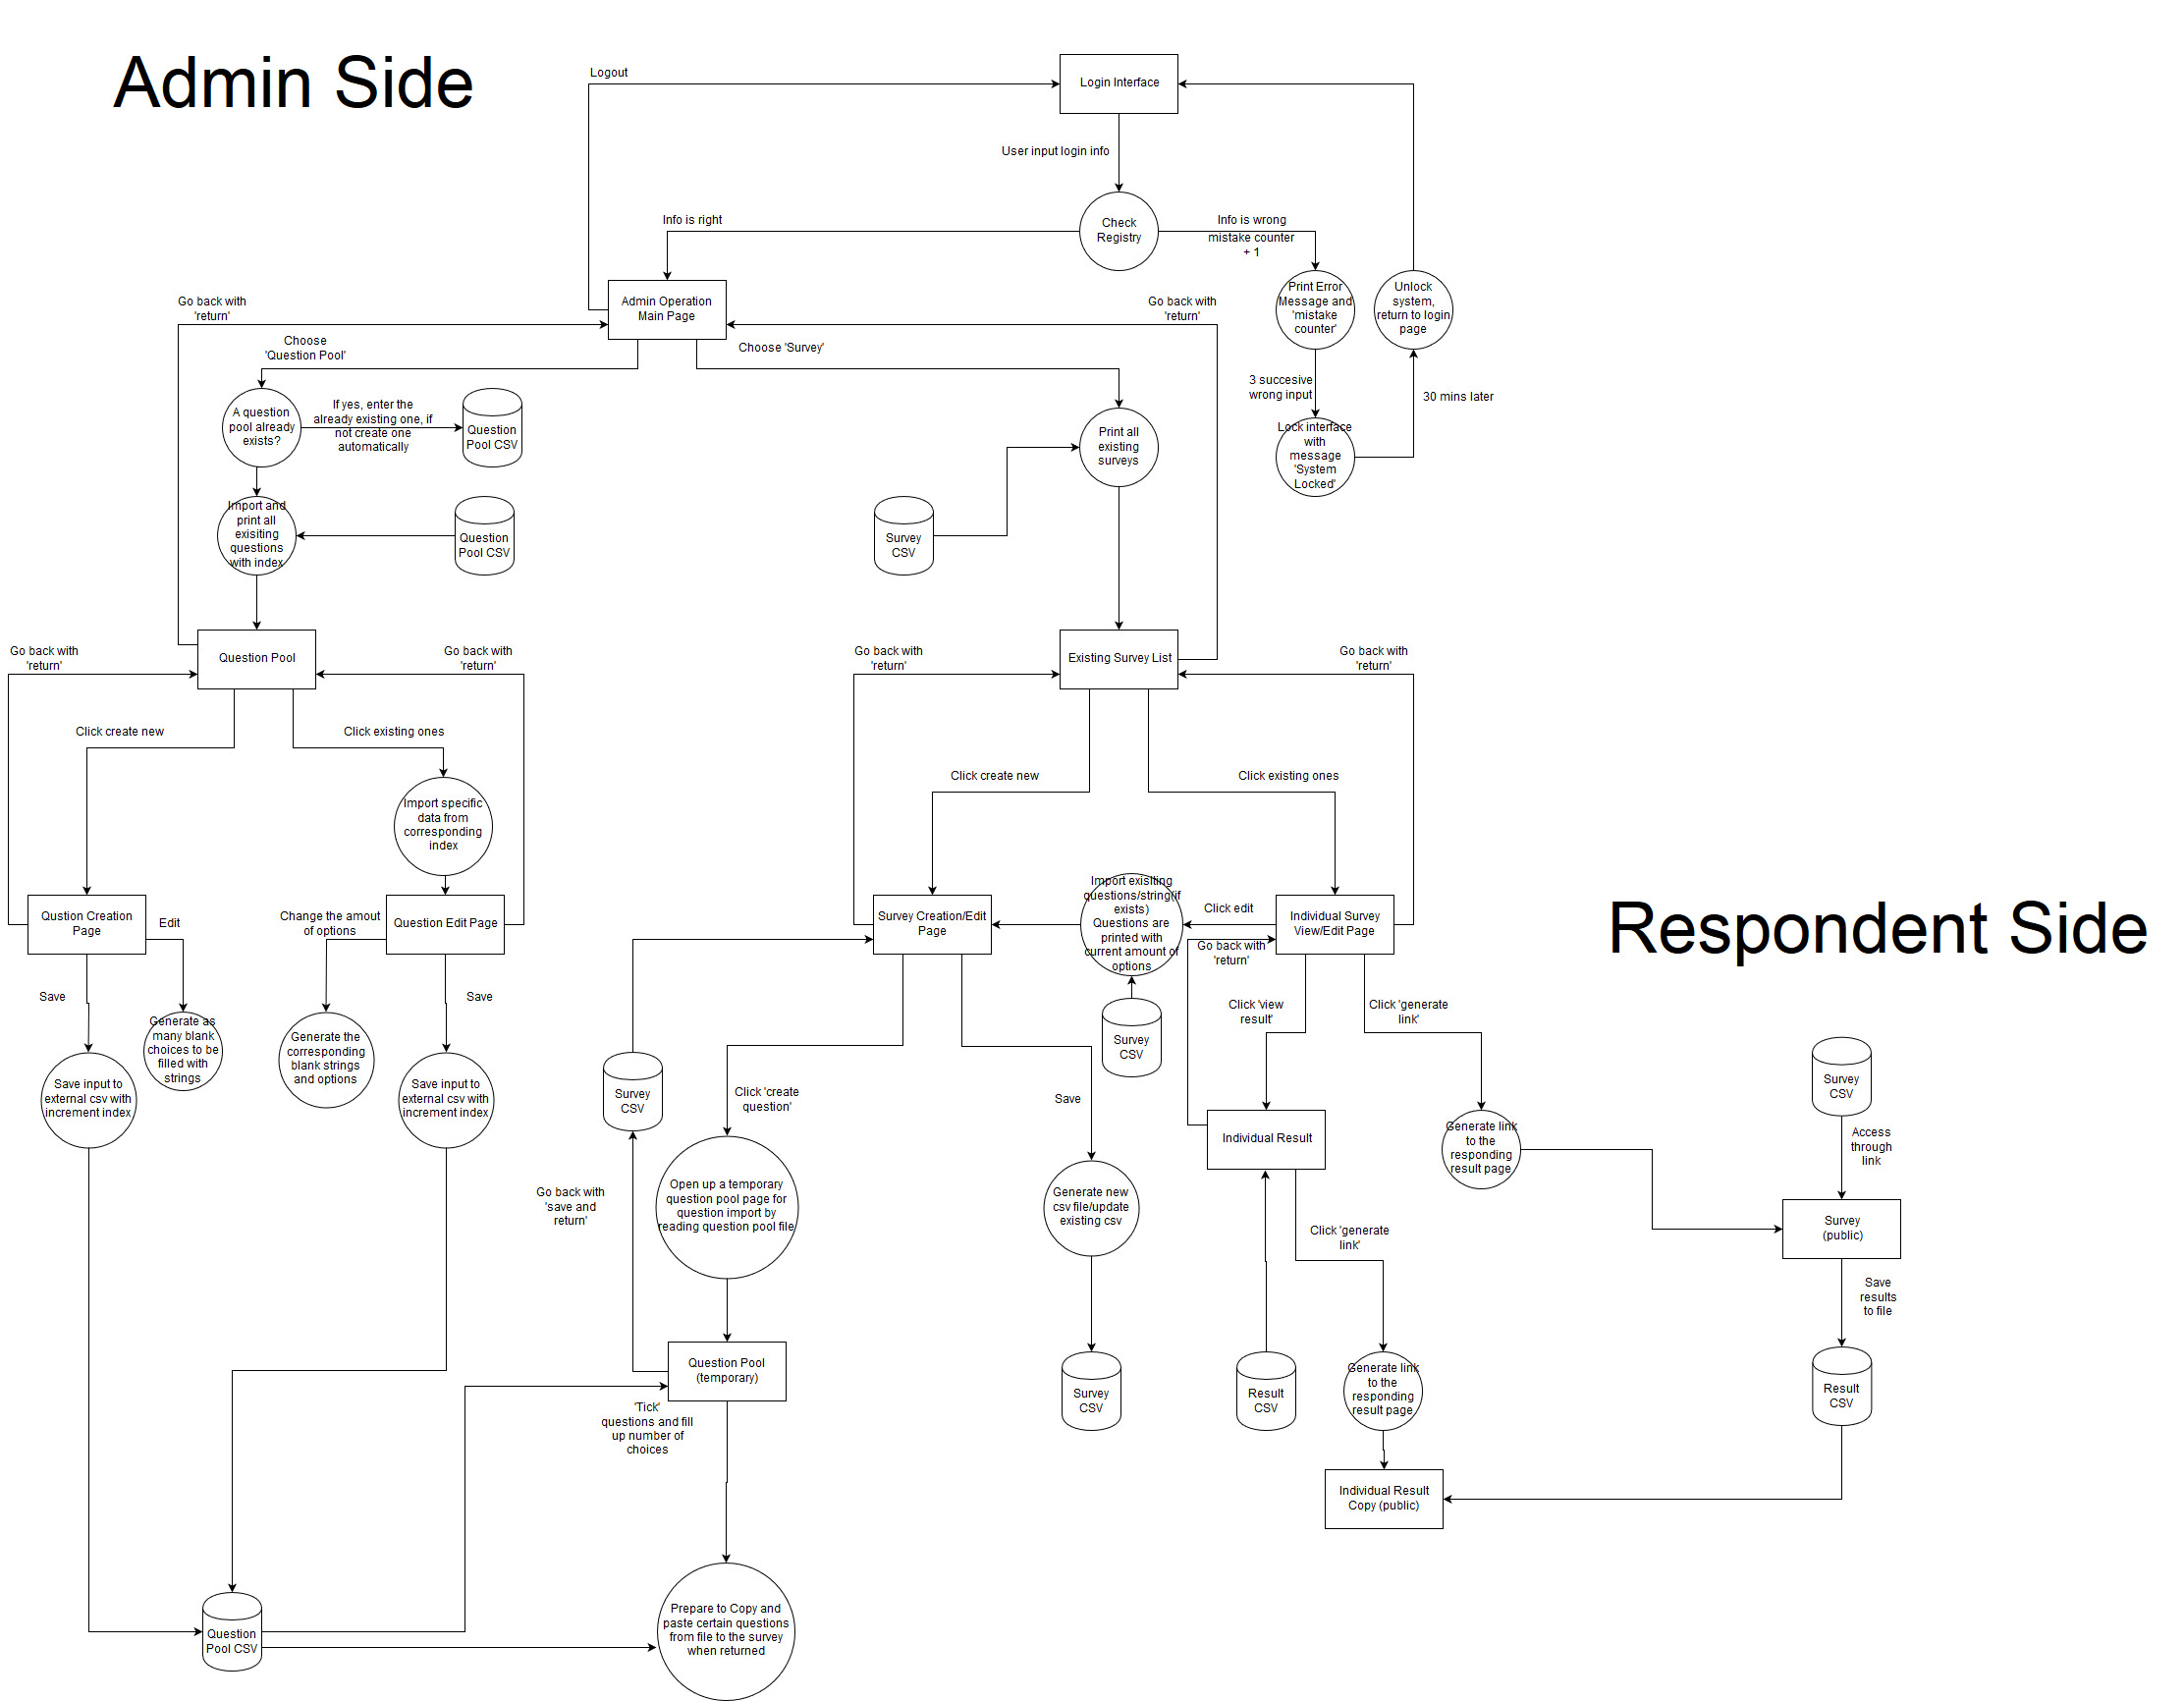 Admin Side
Logout
Login Interface
User input login info
Info is right
Check
Registry
Info is wrong
mistake counter
+ 1
Go back with
'return'
Admin Operation
Main Page
Go back with
'return'
Print Error
Message and
'mistake
counter'
Unlock
system,
return to login
page
Choose
'Question Pool'
Choose 'Survey'
3 succesive
wrong input
30 mins later
A question
pool already
exists?
If yes, enter the
already existing one, if
not create one
automatically
Question
Pool CSV
Print all
existing
surveys
Lock interface
with
message
'System
Locked'
Import and
print all
exisiting
questions
with index
Question
Pool CSV
Survey
CSV
Go back with
'return'
Question Pool
Go back with
'return'
Go back with
'return'
Existing Survey List
Go back with
'return'
Click create new
Click existing ones
Click create new
Click existing ones
Import specific
data from
corresponding
index
Qustion Creation
Page
Edit
Change the amout
of options
Question Edit Page
Survey Creation/Edit
Page
Import exisiting
questions/string(if
exists)
Questions are
printed with
current amount of
options
Click edit
Go back with
'return'
Individual Survey
View/Edit Page
Respondent Side
Save
Generate as
many blank
choices to be
filled with
strings
Generate the
corresponding
blank strings
and options
Save
Click 'view
result'
Click 'generate
link'
Survey
CSV
Survey
CSV
Save input to
external csv with
increment index
Save input to
external csv with
increment index
Survey
CSV
Click 'create
question'
Save
Individual Result
Generate link
to the
responding
result page
Access
through
link
Go back with
'save and
return'
Open up a temporary
question pool page for
question import by
reading question pool file
Generate new
csv file/update
existing csv
Click 'generate
link'
Survey
(public)
Save
results
to file
Question Pool
(temporary)
'Tick'
questions and fill
up number of
choices
Survey
CSV
Result
CSV
Generate link
to the
responding
result page
Result
CSV
Individual Result
Copy (public)
Question
Pool CSV
Prepare to Copy and
paste certain questions
from file to the survey
when returned